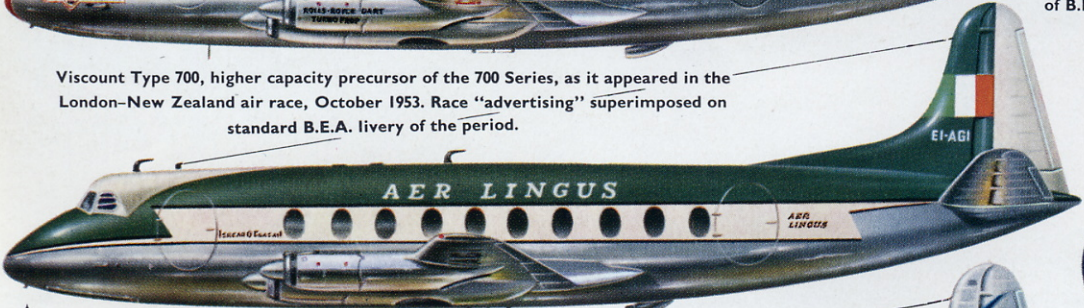 ROLLS-ROYCE DART
TURBO PROP
of B.E
Viscount Type 700, higher capacity precursor of the 700 Series, as it appeared in the
London–New Zealand air race, October 1953. Race “advertising” superimposed on
standard B.E.A. livery of the period.
EI-AGI
AER LINGUS
AER
LINGUS